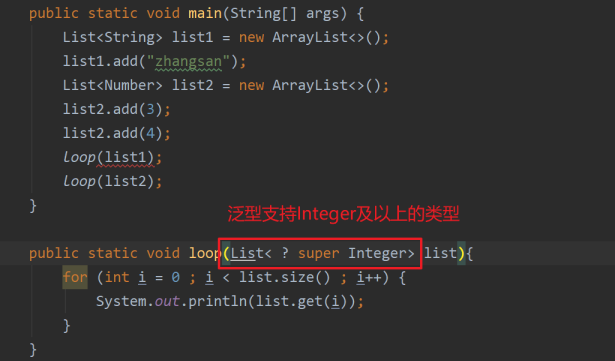 public static void main(String[] args) {
List<String> list1 = new ArrayList<>();
list1.add("zhangsan");
List<Number> list2 = new ArrayList<>();
list2.add(3);
list2.add(4);
loop(list1);
loop(list2);
}
泛型支持Integer及以上的类型
public static void loop(List< ? super Integer> list){
for (int i = 0 ; i < list.size() ; i++) {
System.out.println(list.get(i));
}
}